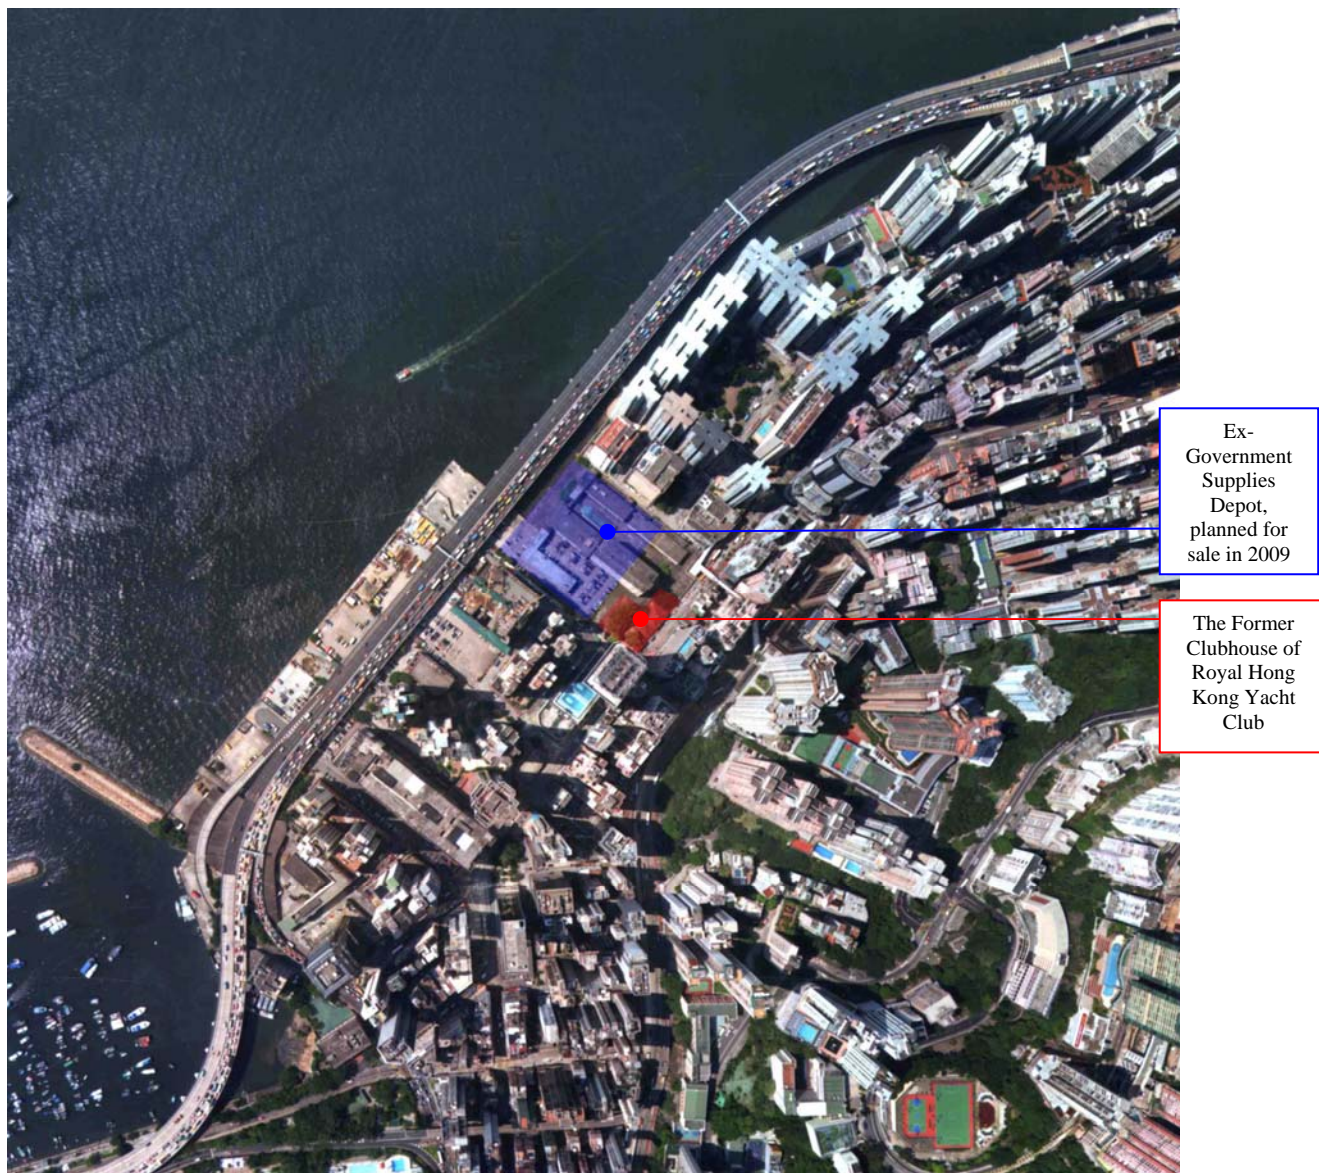 Ex-
Government
Supplies
Depot,
planned for
sale in 2009
The Former
Clubhouse of
Royal Hong
Kong Yacht
Club